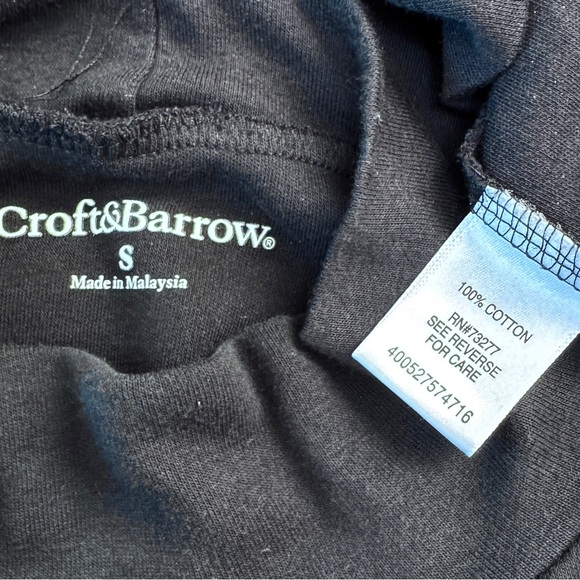 Croft&Barrow®
S
Made in Malaysia
100% COTTON
RN#73277
SEE REVERSE
FOR CARE
400527574716